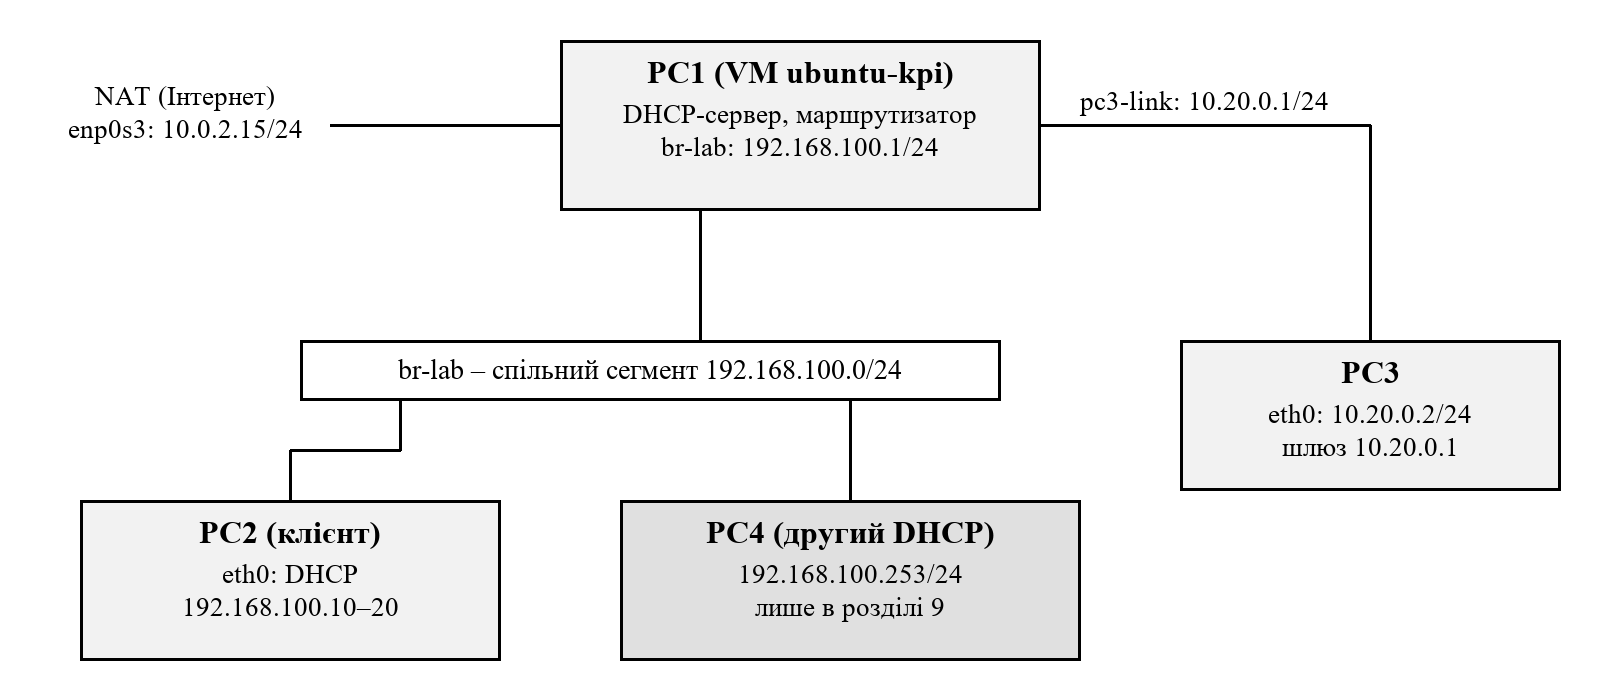 NAT (Інтернет)
enp0s3: 10.0.2.15/24
PC1 (VM ubuntu-kpi)
DHCP-сервер, маршрутизатор
br-lab: 192.168.100.1/24
pc3-link: 10.20.0.1/24
br-lab – спільний сегмент 192.168.100.0/24
PC3
eth0: 10.20.0.2/24
шлюз 10.20.0.1
PC2 (клієнт)
eth0: DHCP
192.168.100.10–20
PC4 (другий DHCP)
192.168.100.253/24
лише в розділі 9